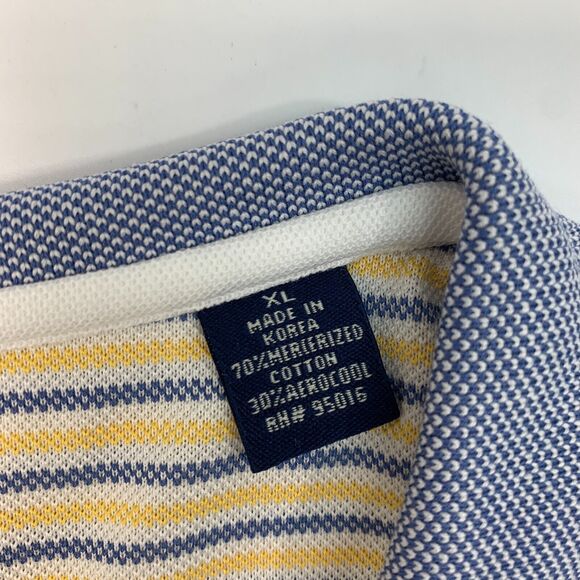 XL
MADE IN
KOREA
70%MERCERIZED
COTTON
30%AEROCOOL
RN# 95016